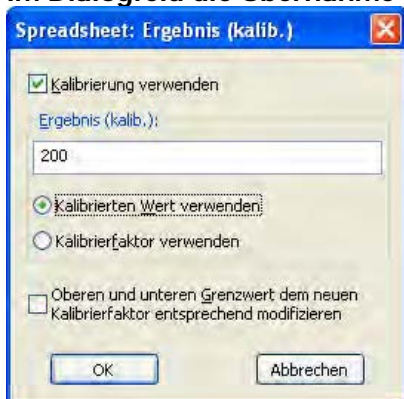 Im Dialogfeld die Übernahme
Spreadsheet: Ergebnis (kalib.)
Kalibrierung verwenden
Ergebnis (kalib.):
200
Kalibrierten Wert verwenden
Kalibrierfaktor verwenden
Oberen und unteren Grenzwert dem neuen
Kalibrierfaktor entsprechend modifizieren
OK
Abbrechen